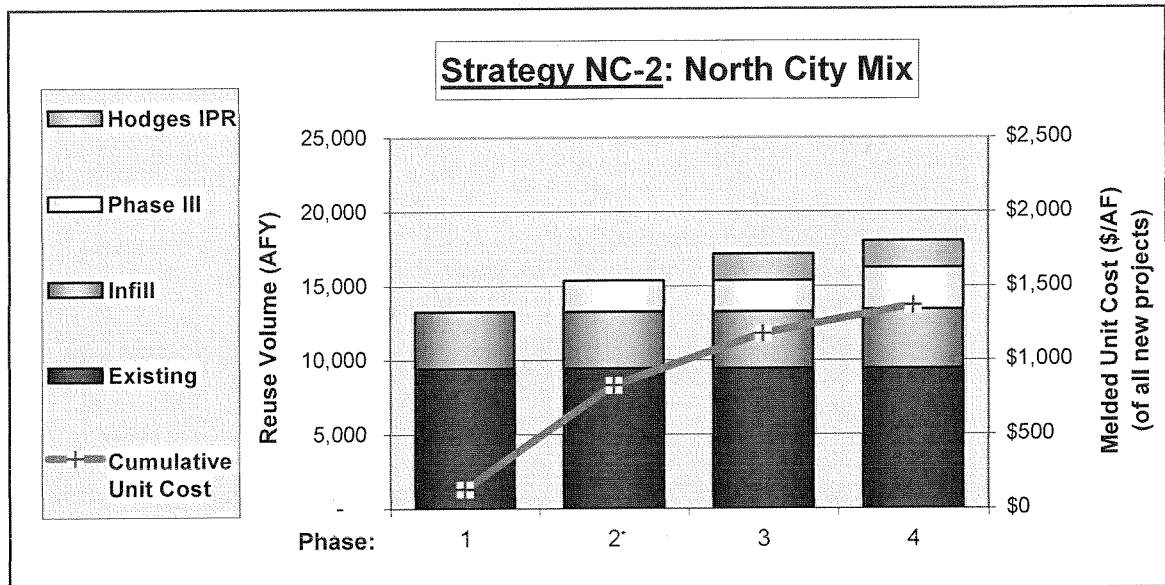 Strategy NC-2: North City Mix
Hodges IPR
Phase III
Infill
Existing
Cumulative
Unit Cost
Reuse Volume (AFY)
25,000
20,000
15,000
10,000
5,000
-
$2,500
$2,000
$1,500
$1,000
$500
$0
Melded Unit Cost ($/AF)
(of all new projects)
Phase: 1 2 3 4